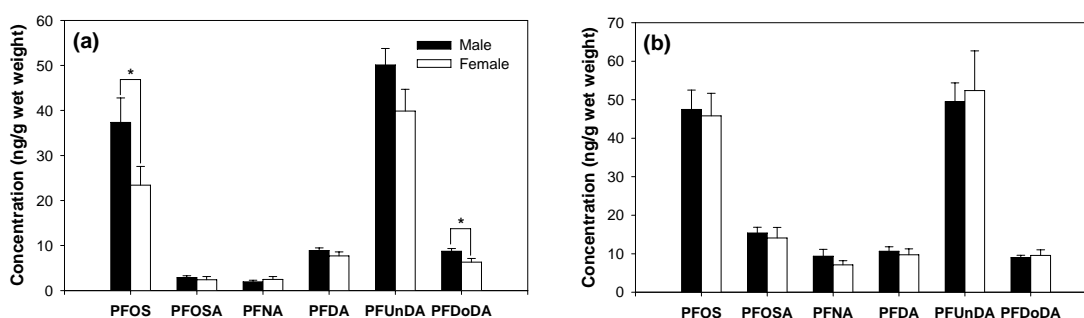 (a)
Concentration (ng/g wet weight)
60
50
40
30
20
10
0
Male
Female
*
*
PFOS PFOSA PFNA PFDA PFUnDA PFDoDA
(b)
Concentration (ng/g wet weight)
70
60
50
40
30
20
10
0
PFOS PFOSA PFNA PFDA PFUnDA PFDoDA